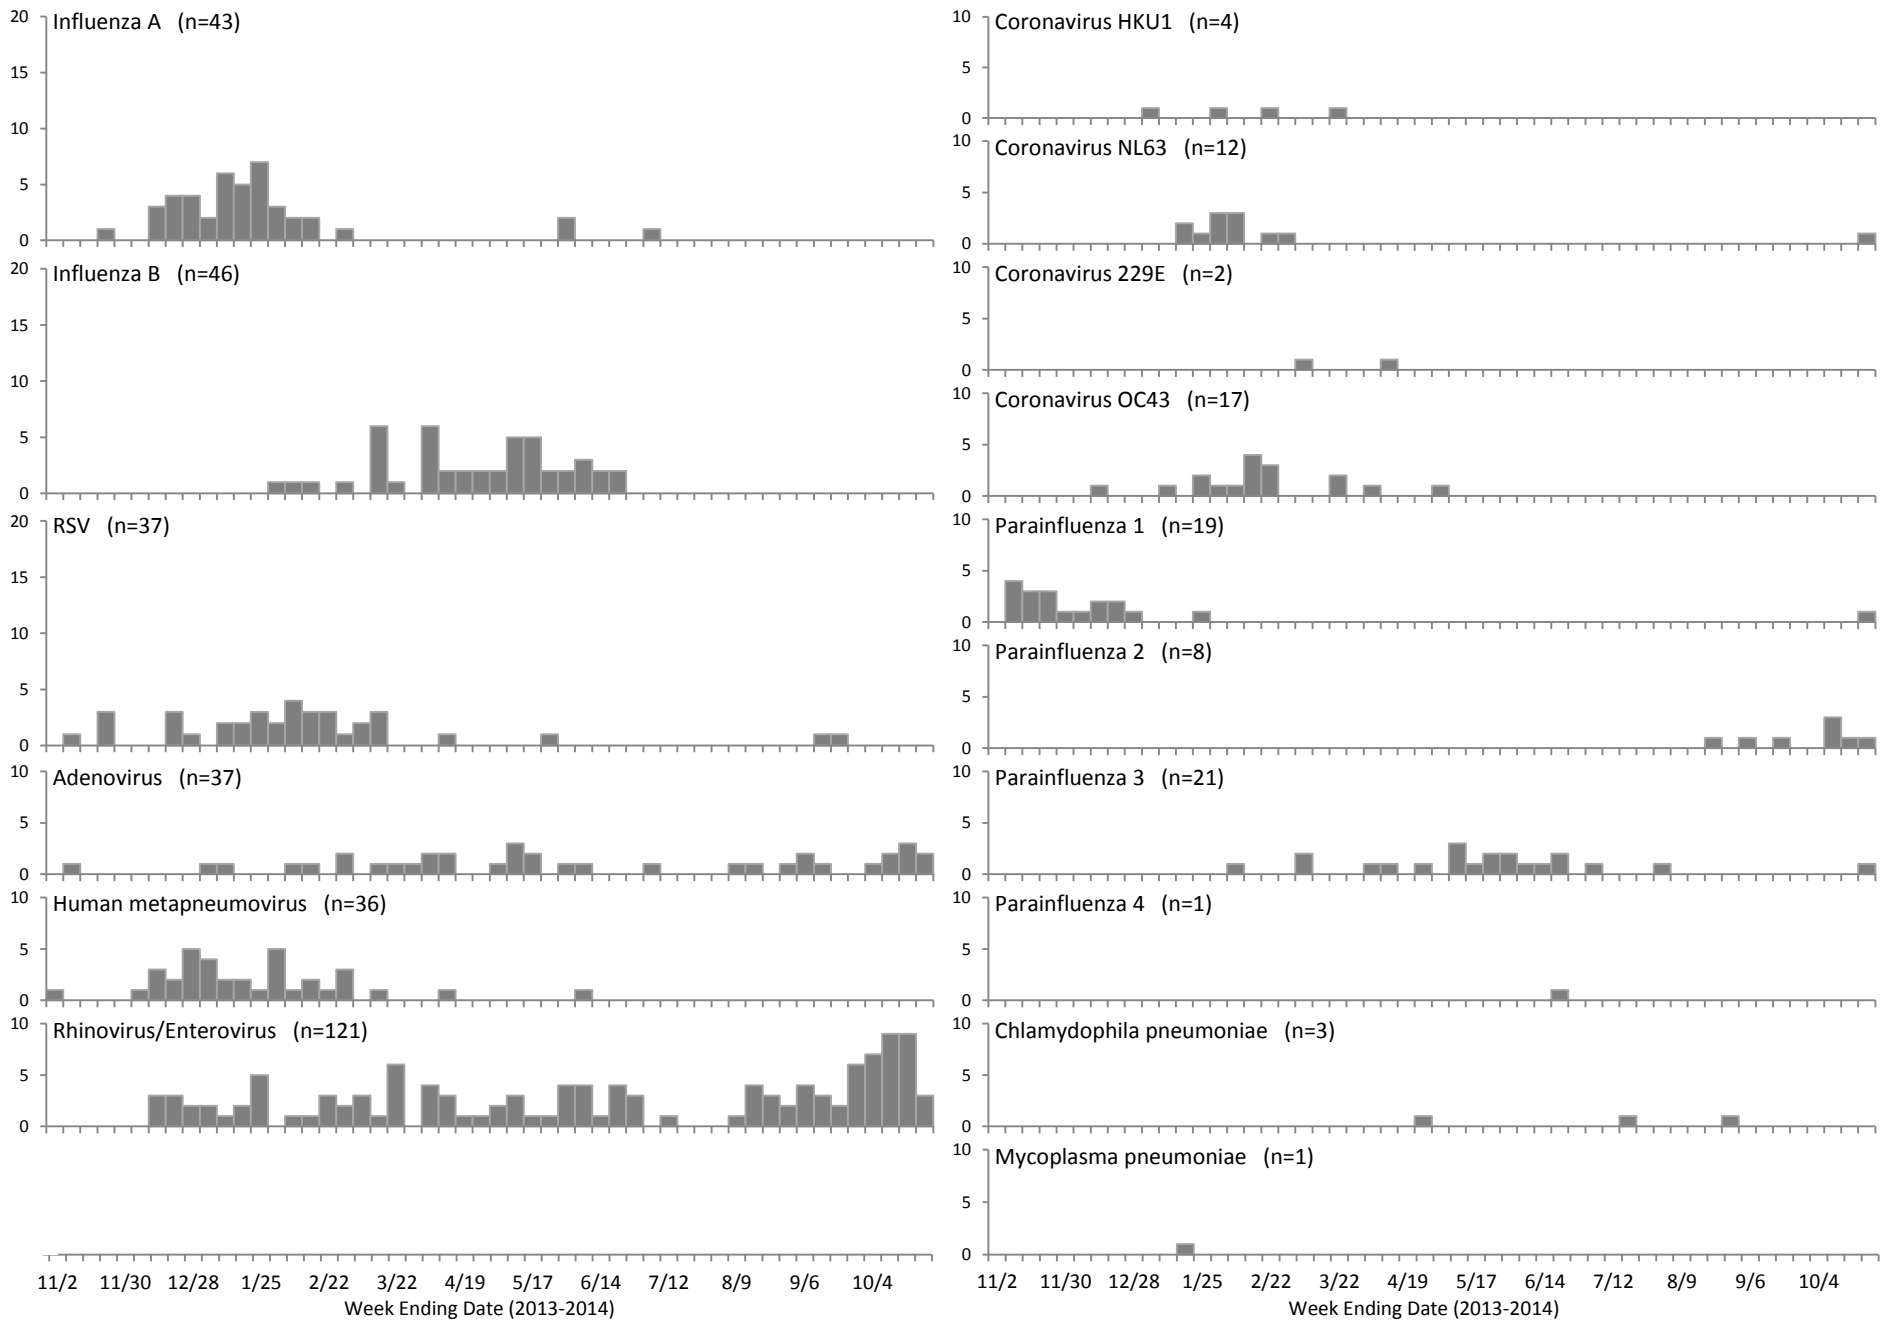 Influenza A (n=43)
20
15
10
5
0
Influenza B (n=46)
20
15
10
5
0
RSV (n=37)
20
15
10
5
0
Adenovirus (n=37)
10
5
0
Human metapneumovirus (n=36)
10
5
0
Rhinovirus/Enterovirus (n=121)
10
5
0
11/2 11/30 12/28 1/25 2/22 3/22 4/19 5/17 6/14 7/12 8/9 9/6 10/4
Week Ending Date (2013-2014)
Coronavirus HKU1 (n=4)
10
5
0
Coronavirus NL63 (n=12)
10
5
0
Coronavirus 229E (n=2)
10
5
0
Coronavirus OC43 (n=17)
10
5
0
Parainfluenza 1 (n=19)
10
5
0
Parainfluenza 2 (n=8)
10
5
0
Parainfluenza 3 (n=21)
10
5
0
Parainfluenza 4 (n=1)
10
5
0
Chlamydophila pneumoniae (n=3)
10
5
0
Mycoplasma pneumoniae (n=1)
10
5
0
11/2 11/30 12/28 1/25 2/22 3/22 4/19 5/17 6/14 7/12 8/9 9/6 10/4
Week Ending Date (2013-2014)